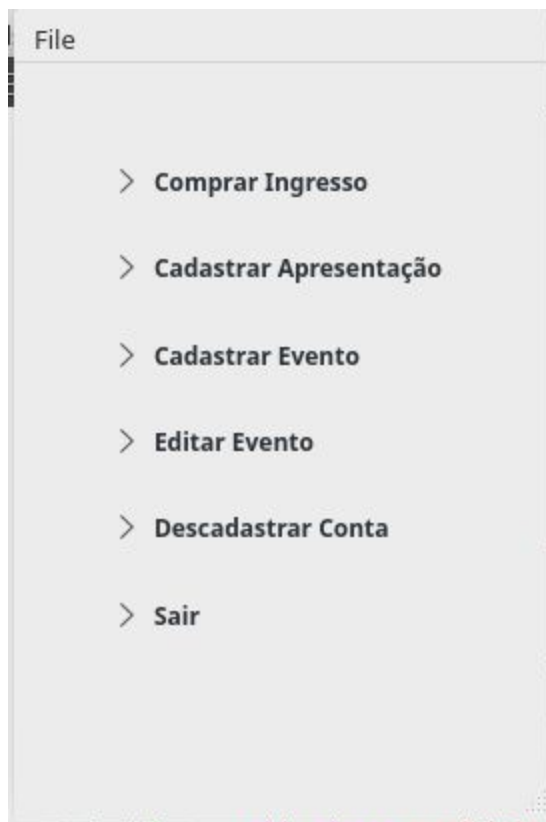 File
Comprar Ingresso
Cadastrar Apresentação
Cadastrar Evento
Editar Evento
Descadastrar Conta
Sair